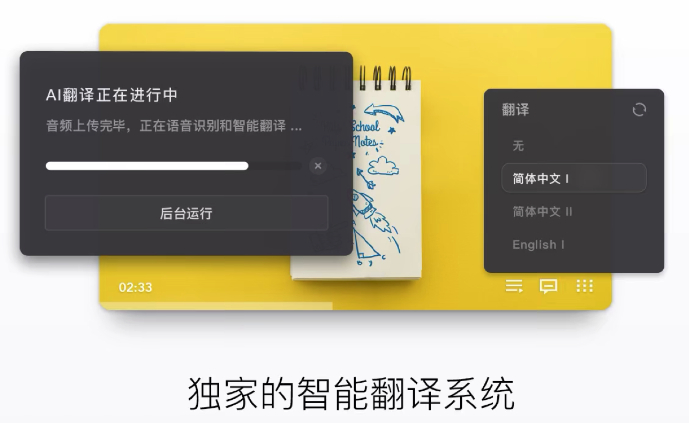 AI翻译正在进行中
音频上传完毕，正在语音识别和智能翻译 ...
后台运行
School
Notes
翻译
无
简体中文 I
简体中文 II
English I
02:33
独家的智能翻译系统